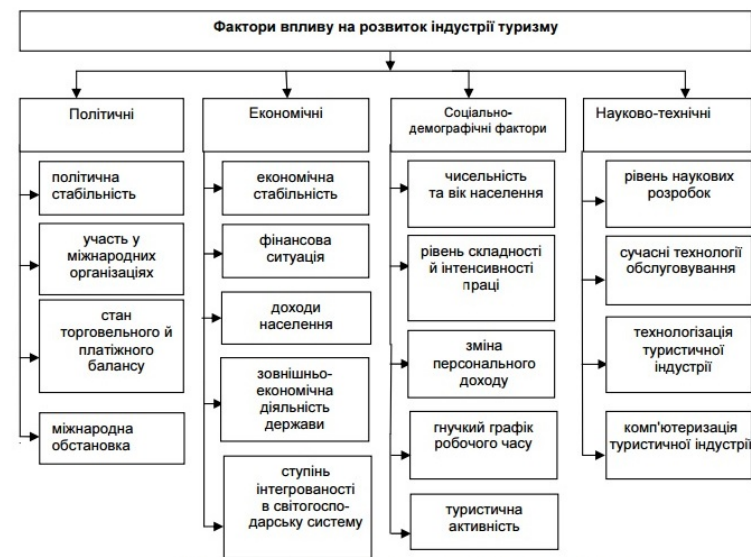 Фактори впливу на розвиток індустрії туризму
Політичні
політична
стабільність
участь у
міжнародних
організаціях
стан
торговельного й
платіжного
балансу
міжнародна
обстановка
Економічні
економічна
стабільність
фінансова
ситуація
доходи
населення
зовнішньо-
економічна
діяльність
держави
ступінь
інтегрованості
в світогоспо-
дарську систему
Соціально-
демографічні фактори
чисельність
та вік населення
рівень складності
й інтенсивності
праці
зміна
персонального
доходу
гнучкий графік
робочого часу
туристична
активність
Науково-технічні
рівень наукових
розробок
сучасні технології
обслуговування
технологізація
туристичної
індустрії
комп'ютеризація
туристичної індустрії